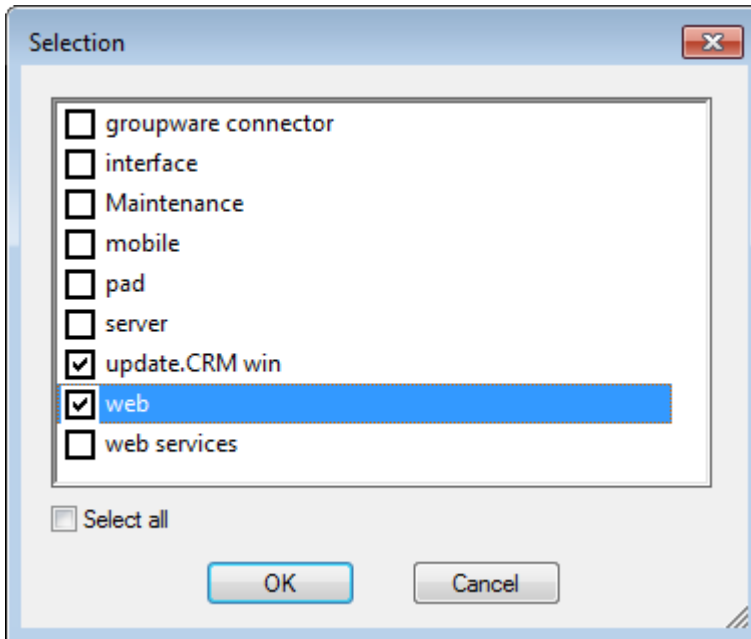 Selection
groupware connector
interface
Maintenance
mobile
pad
server
update.CRM win
web
web services
Select all
OK
Cancel